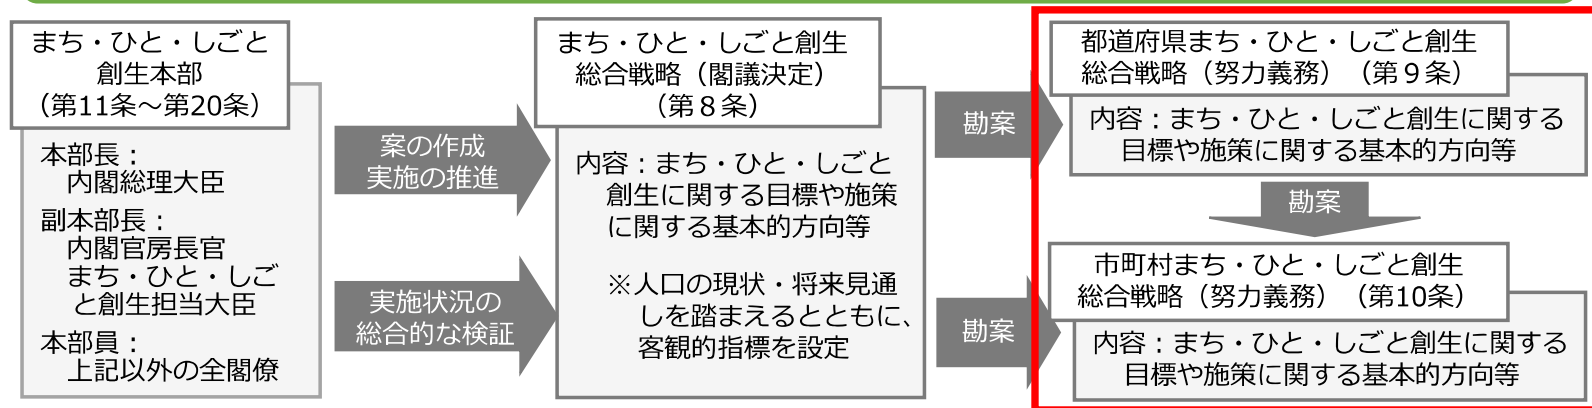 まち・ひと・しごと
創生本部
（第11条～第20条）
本部長：
内閣総理大臣
副本部長：
内閣官房長官
まち・ひと・しご
と創生担当大臣
本部員：
上記以外の全閣僚
案の作成
実施の推進
実施状況の
総合的な検証
まち・ひと・しごと創生
総合戦略（閣議決定）
（第８条）
内容：まち・ひと・しごと
創生に関する目標や施策
に関する基本的方向等
※人口の現状・将来見通
しを踏まえるとともに、
客観的指標を設定
勘案
勘案
都道府県まち・ひと・しごと創生
総合戦略（努力義務）（第９条）
内容：まち・ひと・しごと創生に関する
目標や施策に関する基本的方向等
勘案
市町村まち・ひと・しごと創生
総合戦略（努力義務）（第10条）
内容：まち・ひと・しごと創生に関する
目標や施策に関する基本的方向等